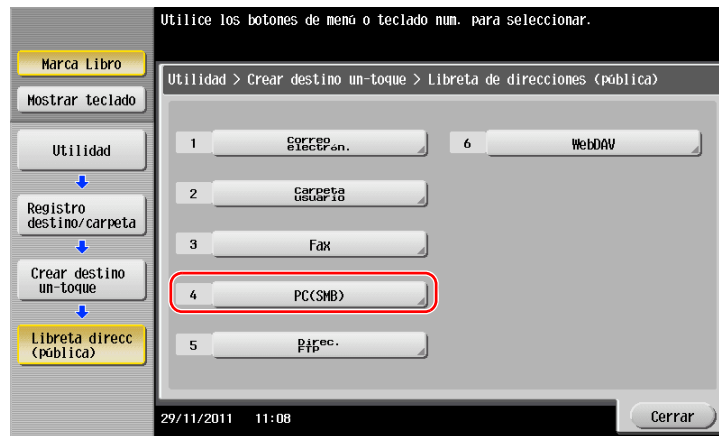 Utilice los botones de menú o teclado num. para seleccionar.
Marca Libro
Mostrar teclado
Utilidad > Crear destino un-toque > Libreta de direcciones (pública)
Utilidad
Registro
destino/carpeta
Crear destino
un-toque
Libreta direcc
(pública)
1 Correo
electrón.
2 Carpeta
usuario
3 Fax
4 PC(SMB)
5 Direc.
FTP
6 WebDAV
29/11/2011 11:08
Cerrar